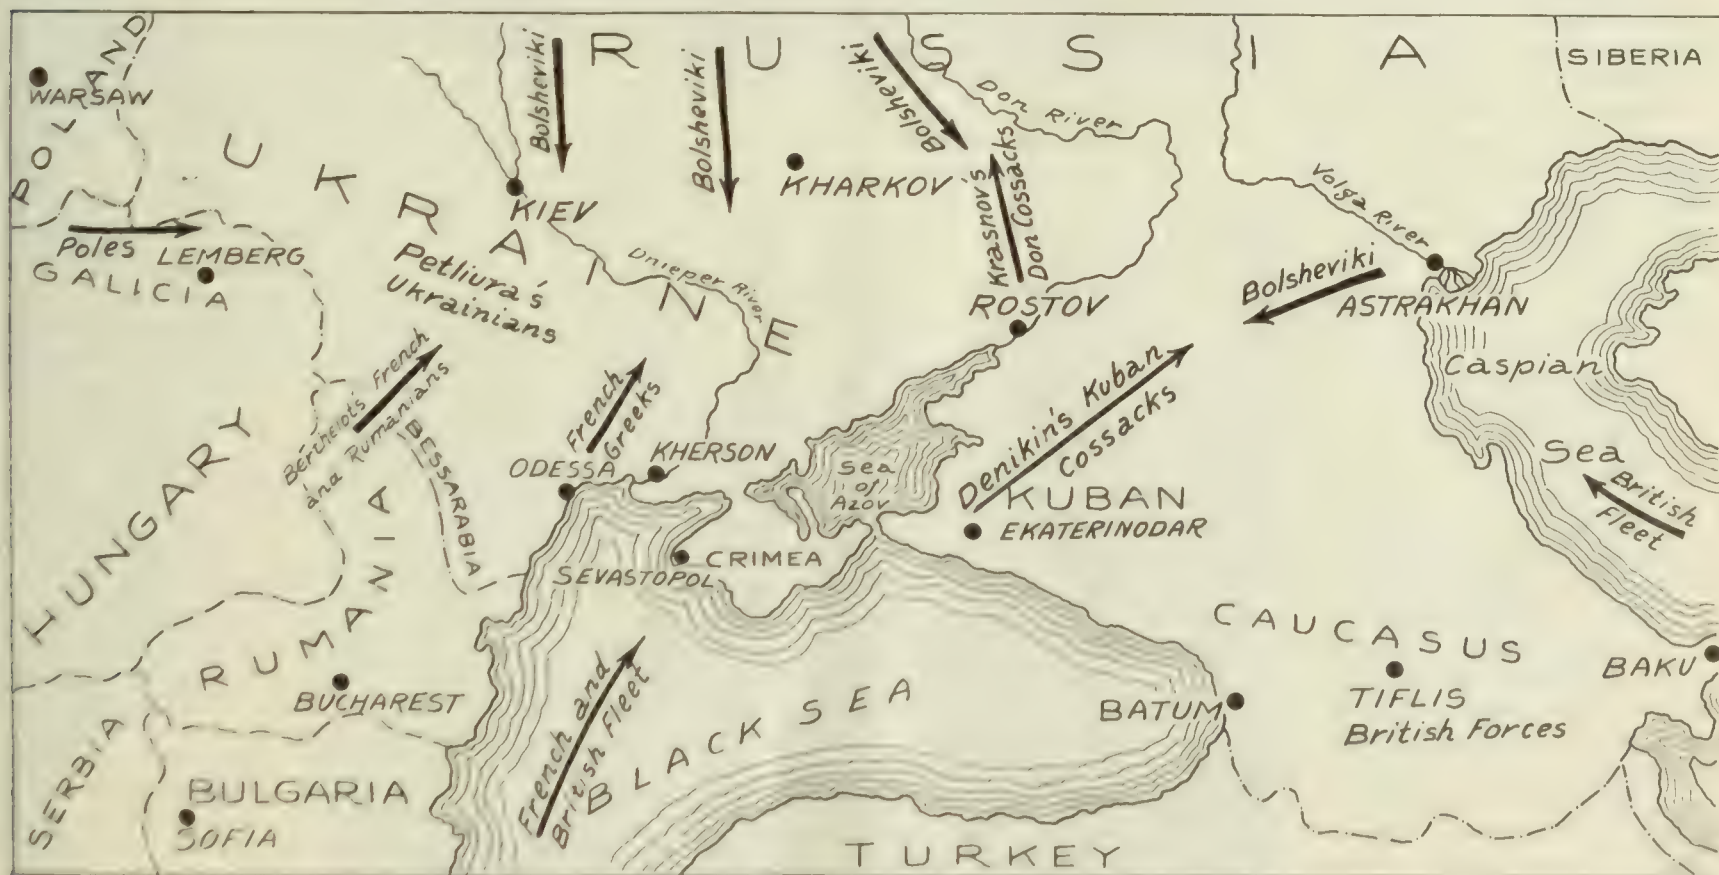 RUSSIA
SIBERIA
POLAND
WARSAW
UKRAINE
Bolsheviki
Bolsheviki
Bolsheviki
Don River
KIEV
KHARKOV
Krasnov's
Don Cossacks
Volga River
Poles
LEMBERG
GALICIA
Petliura's
Ukrainians
Dnieper River
ROSTOV
Bolsheviki
ASTRAKHAN
Caspian
Sea
Berthelot's French
and Rumanians
French
Greeks
Denikin's Kuban
Cossacks
HUNGARY
BESSARABIA
ODESSA
KHERSON
Sea
of
Azov
KUBAN
EKATERINODAR
British
Fleet
SEVASTOPOL
CRIMEA
RUMANIA
BUCHAREST
CAUCASUS
BAKU
TIFLIS
British Forces
BATUM
French and
British Fleet
BLACK SEA
SERBIA
BULGARIA
SOFIA
TURKEY